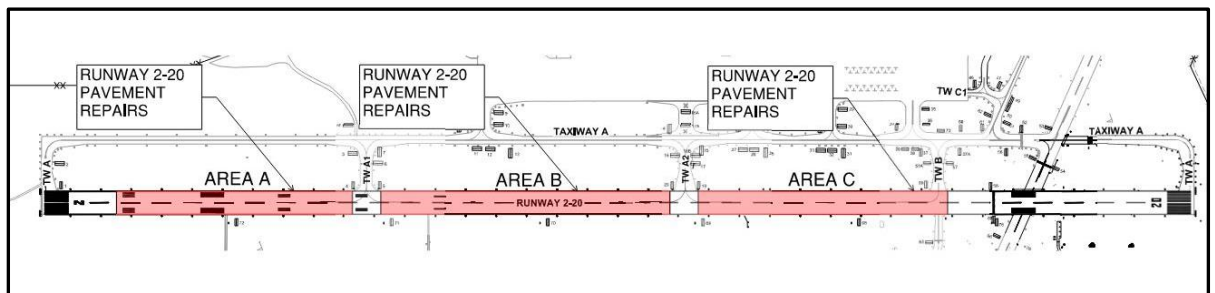 RUNWAY 2-20
PAVEMENT
REPAIRS
RUNWAY 2-20
PAVEMENT
REPAIRS
RUNWAY 2-20
PAVEMENT
REPAIRS
TW C1
TAXIWAY A
TAXIWAY A
TW A
TW A1
TW A2
TW B
TW A
AREA A
AREA B
AREA C
2
RUNWAY 2-20
20